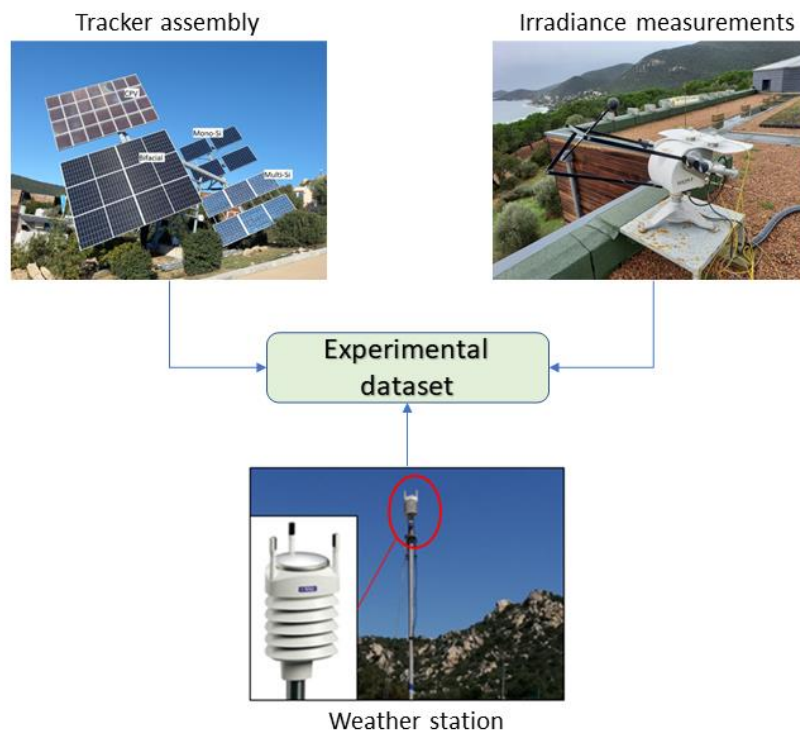 Tracker assembly
Irradiance measurements
CPV
Mono-Si
Bifacial
Multi-Si
Experimental
dataset
Weather station